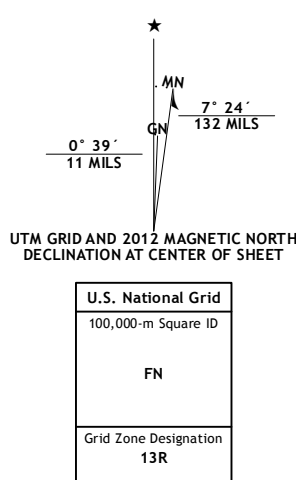 ★
MN
GN
7° 24´
132 MILS
0° 39´
11 MILS
UTM GRID AND 2012 MAGNETIC NORTH
DECLINATION AT CENTER OF SHEET
U.S. National Grid
100,000-m Square ID
FN
Grid Zone Designation
13R